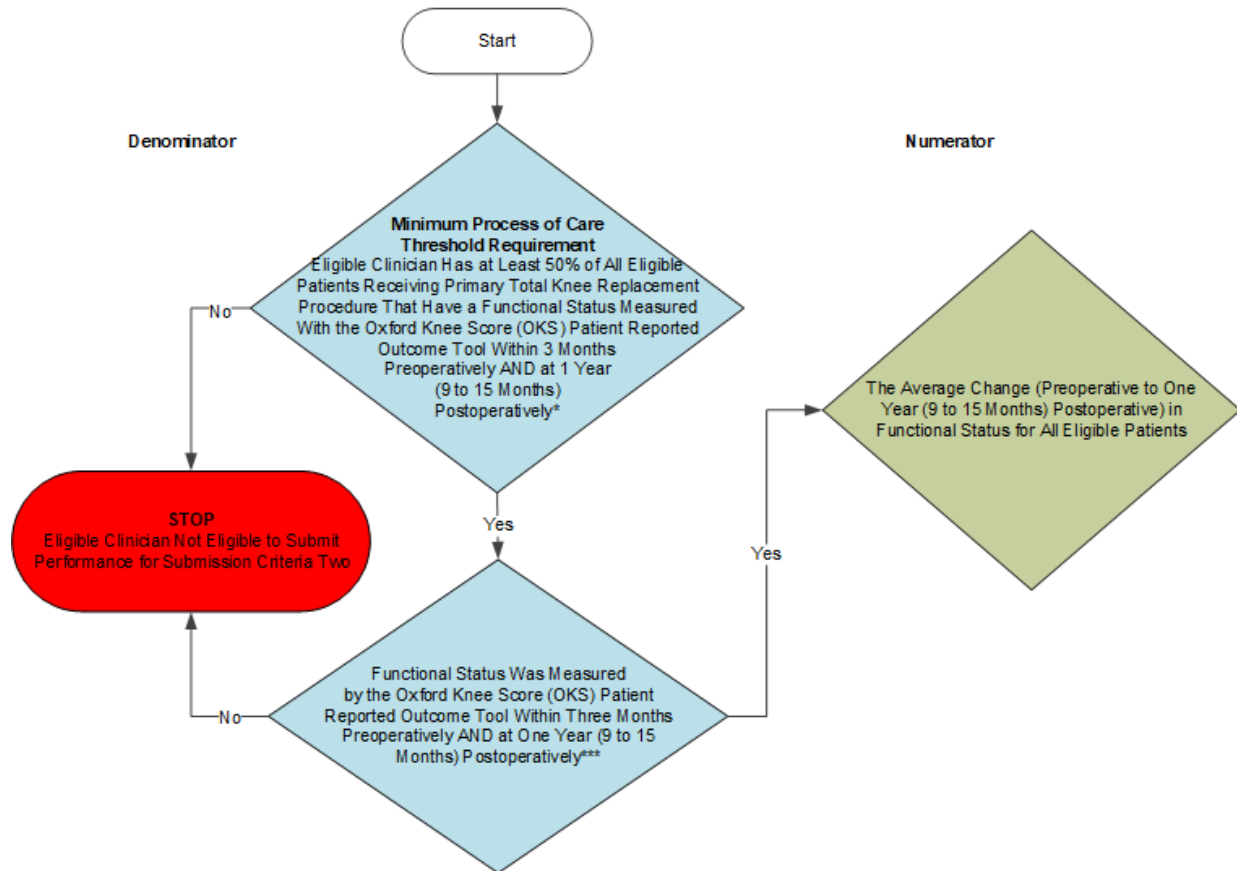 Start
Denominator
Numerator
Minimum Process of Care
Threshold Requirement
Eligible Clinician Has at Least 50% of All Eligible
Patients Receiving Primary Total Knee Replacement
Procedure That Have a Functional Status Measured
With the Oxford Knee Score (OKS) Patient Reported
Outcome Tool Within 3 Months
Preoperatively AND at 1 Year
(9 to 15 Months)
Postoperatively*
No
The Average Change (Preoperative to One
Year (9 to 15 Months) Postoperative) in
Functional Status for All Eligible Patients
STOP
Eligible Clinician Not Eligible to Submit
Performance for Submission Criteria Two
Yes
Yes
Functional Status Was Measured
by the Oxford Knee Score (OKS) Patient
Reported Outcome Tool Within Three Months
Preoperatively AND at One Year (9 to 15
Months) Postoperatively***
No